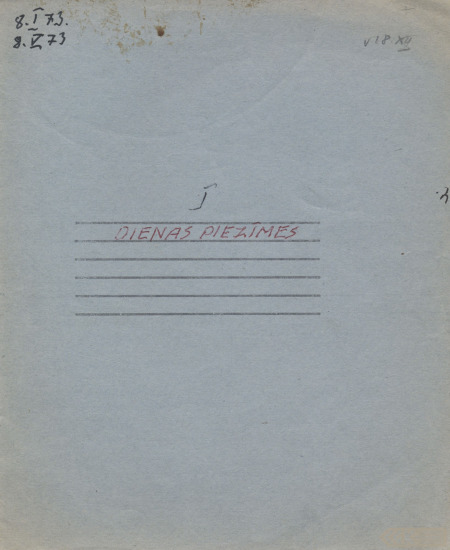 8. I 73.
8. V 73
v 18 XII
I
DIENAS PIEZĪMES